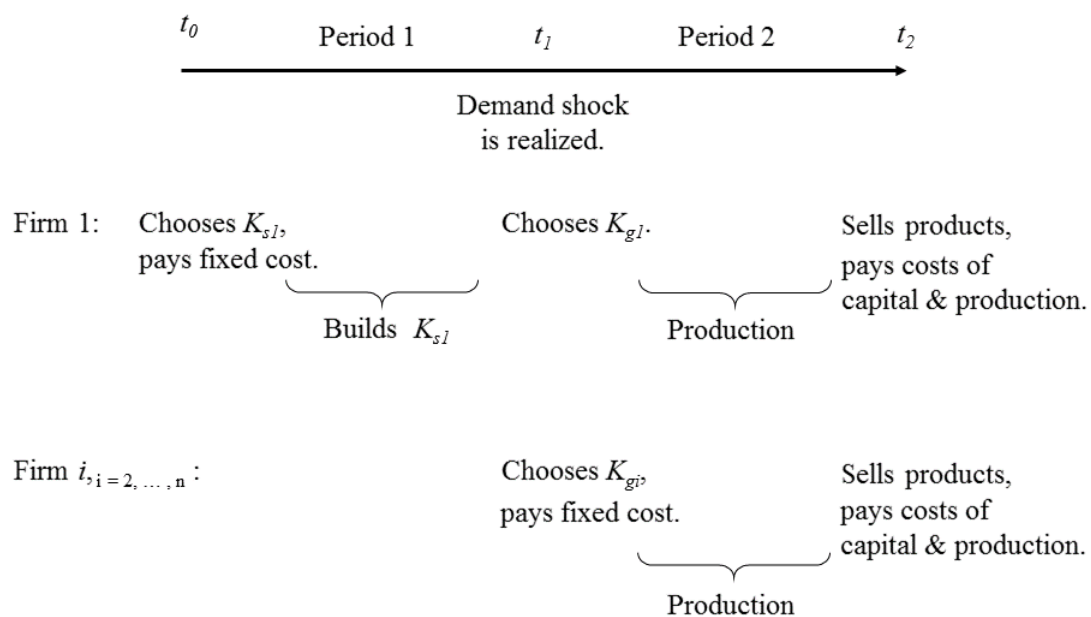 t0 Period 1 t1 Period 2 t2
Demand shock
is realized.
Firm 1: Chooses Ks1, Chooses Kg1. Sells products,
pays fixed cost. pays costs of
capital & production.
Builds Ks1 Production
Firm i, i = 2, … , n : Chooses Kgi, Sells products,
pays fixed cost. pays costs of
capital & production.
Production